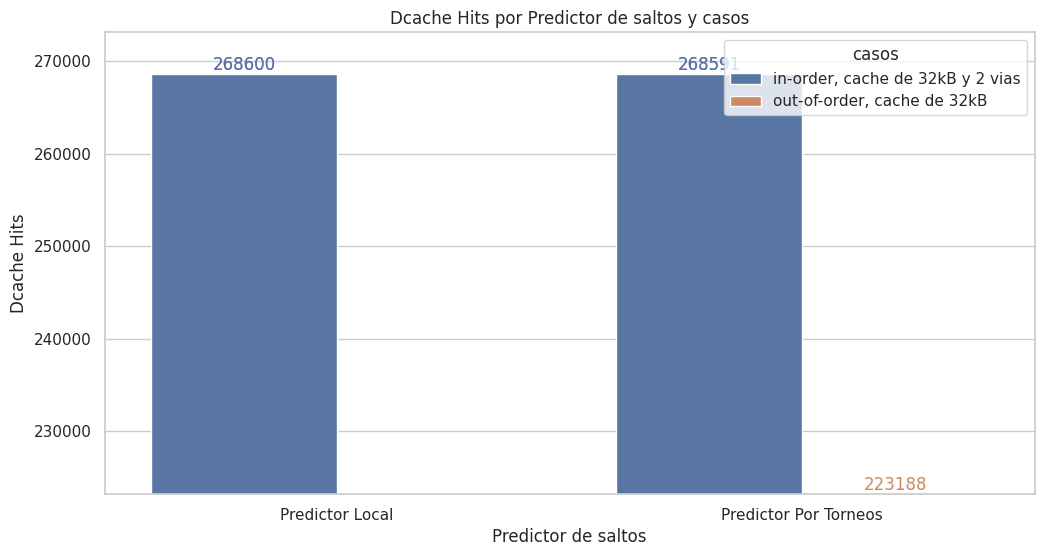 Dcache Hits por Predictor de saltos y casos
270000
260000
250000
240000
230000
Dcache Hits
268600
268591
223188
casos
in-order, cache de 32kB y 2 vias
out-of-order, cache de 32kB
Predictor Local
Predictor Por Torneos
Predictor de saltos